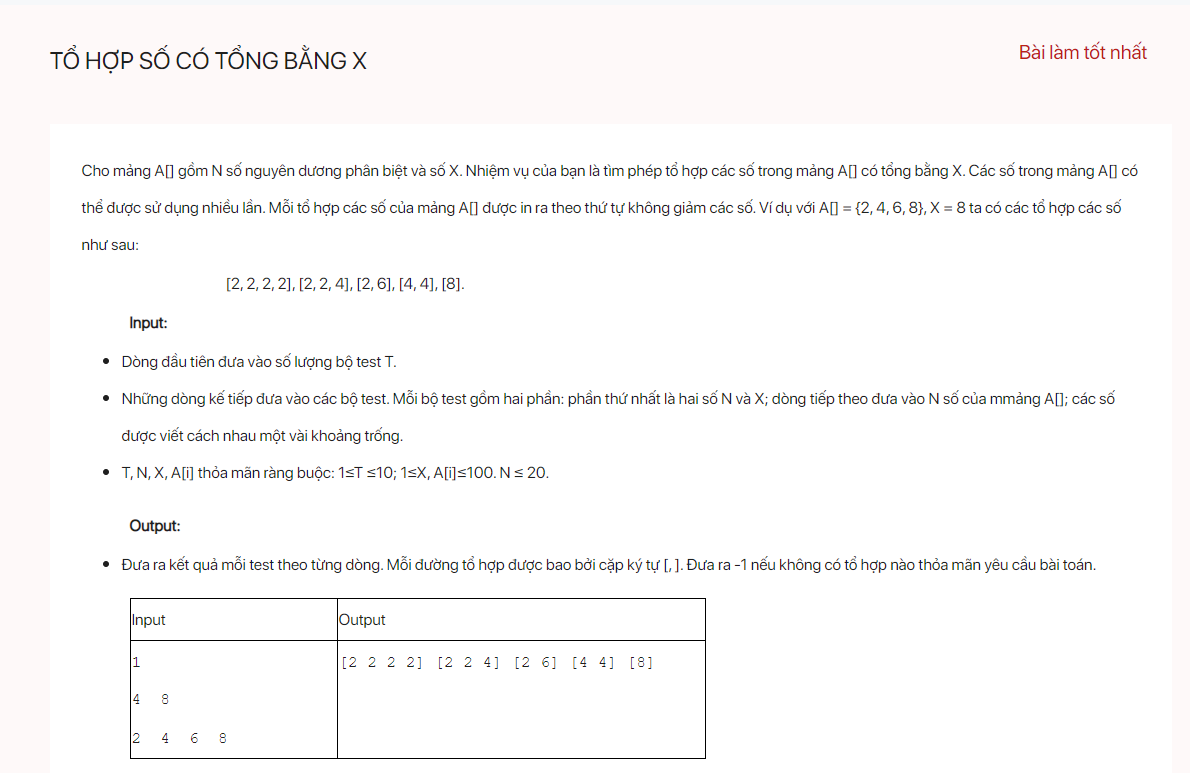 TỔ HỢP SỐ CÓ TỔNG BẰNG X
Bài làm tốt nhất
Cho mảng A[] gồm N số nguyên dương phân biệt và số X. Nhiệm vụ của bạn là tìm phép tổ hợp các số trong mảng A[] có tổng bằng X. Các số trong mảng A[] có
thể được sử dụng nhiều lần. Mỗi tổ hợp các số của mảng A[] được in ra theo thứ tự không giảm các số. Ví dụ với A[] = {2, 4, 6, 8}, X = 8 ta có các tổ hợp các số
như sau:
[2, 2, 2, 2], [2, 2, 4], [2, 6], [4, 4], [8].
Input:
• Dòng đầu tiên đưa vào số lượng bộ test T.
• Những dòng kế tiếp đưa vào các bộ test. Mỗi bộ test gồm hai phần: phần thứ nhất là hai số N và X; dòng tiếp theo đưa vào N số của mmảng A[]; các số
được viết cách nhau một vài khoảng trống.
• T, N, X, A[i] thỏa mãn ràng buộc: 1≤T ≤10; 1≤X, A[i]≤100. N ≤ 20.
Output:
• Đưa ra kết quả mỗi test theo từng dòng. Mỗi đường tổ hợp được bao bởi cặp ký tự [, ]. Đưa ra -1 nếu không có tổ hợp nào thỏa mãn yêu cầu bài toán.
Input Output
1 [2 2 2 2] [2 2 4] [2 6] [4 4] [8]
4 8
2 4 6 8